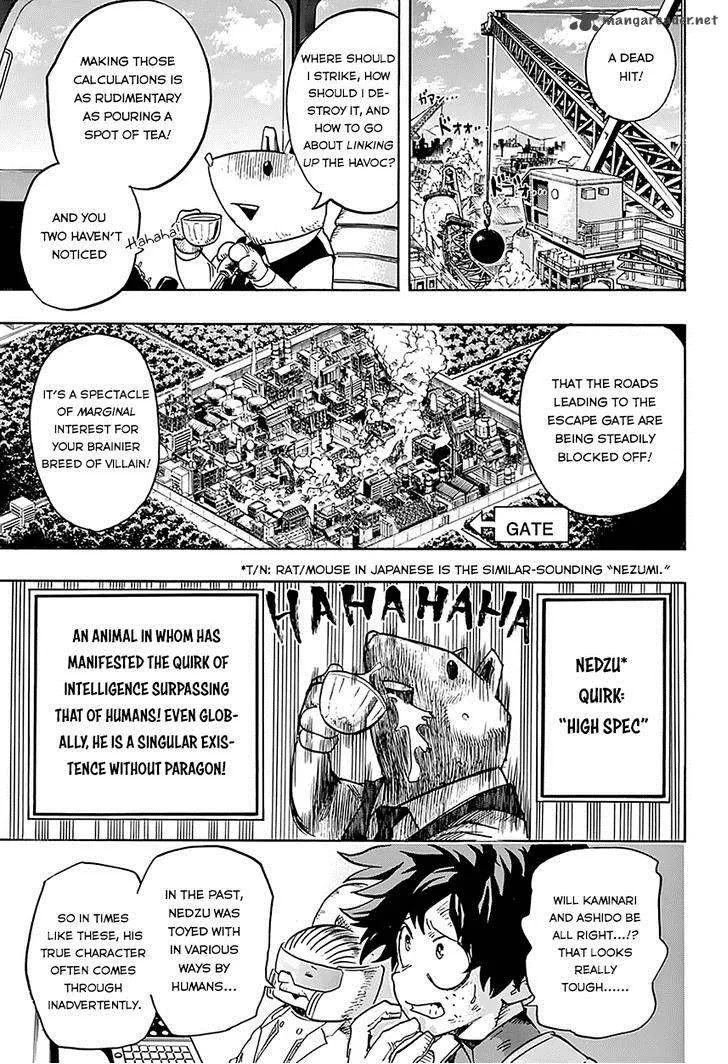 mangareader.net
A DEAD
HIT!
ガァン…
ドオオ…
WHERE SHOULD
I STRIKE, HOW
SHOULD I DE-
STROY IT, AND
HOW TO GO
ABOUT LINKING
UP THE HAVOC?
MAKING THOSE
CALCULATIONS IS
AS RUDIMENTARY
AS POURING A
SPOT OF TEA!
AND YOU
TWO HAVEN'T
NOTICED
Hahaha!
THAT THE ROADS
LEADING TO THE
ESCAPE GATE ARE
BEING STEADILY
BLOCKED OFF!
IT'S A SPECTACLE
OF MARGINAL
INTEREST FOR
YOUR BRAINIER
BREED OF VILLAIN!
GATE
*T/N: RAT/MOUSE IN JAPANESE IS THE SIMILAR-SOUNDING "NEZUMI."
HAHAHAHA
NEDZU*
QUIRK:
"HIGH SPEC"
AN ANIMAL IN WHOM HAS
MANIFESTED THE QUIRK OF
INTELLIGENCE SURPASSING
THAT OF HUMANS! EVEN GLOB-
ALLY, HE IS A SINGULAR EXIS-
TENCE WITHOUT PARAGON!
WILL KAMINARI
AND ASHIDO BE
ALL RIGHT...!?
THAT LOOKS
REALLY
TOUGH......
IN THE PAST,
NEDZU WAS
TOYED WITH
IN VARIOUS
WAYS BY
HUMANS....
SO IN TIMES
LIKE THESE, HIS
TRUE CHARACTER
OFTEN COMES
THROUGH
INADVERTENTLY.